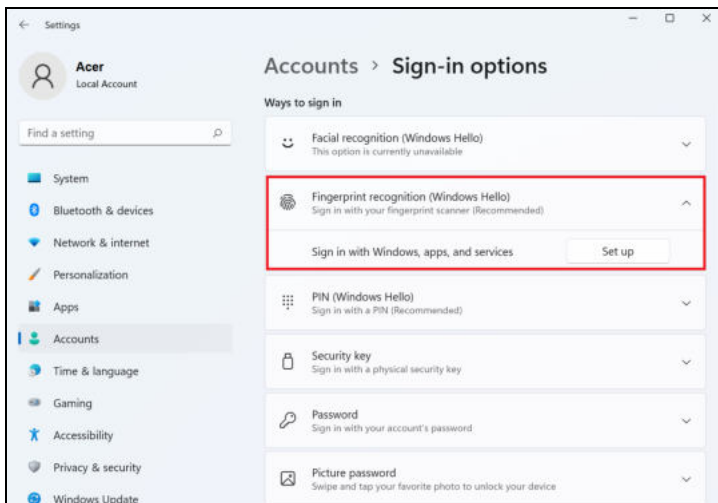 Settings
Acer
Local Account
Find a setting
System
Bluetooth & devices
Network & internet
Personalization
Apps
Accounts
Time & language
Gaming
Accessibility
Privacy & security
Windows Update
Accounts > Sign-in options
Ways to sign in
Facial recognition (Windows Hello)
This option is currently unavailable
Fingerprint recognition (Windows Hello)
Sign in with your fingerprint scanner (Recommended)
Sign in with Windows, apps, and services
Set up
PIN (Windows Hello)
Sign in with a PIN (Recommended)
Security key
Sign in with a physical security key
Password
Sign in with your account's password
Picture password
Swipe and tap your favorite photo to unlock your device